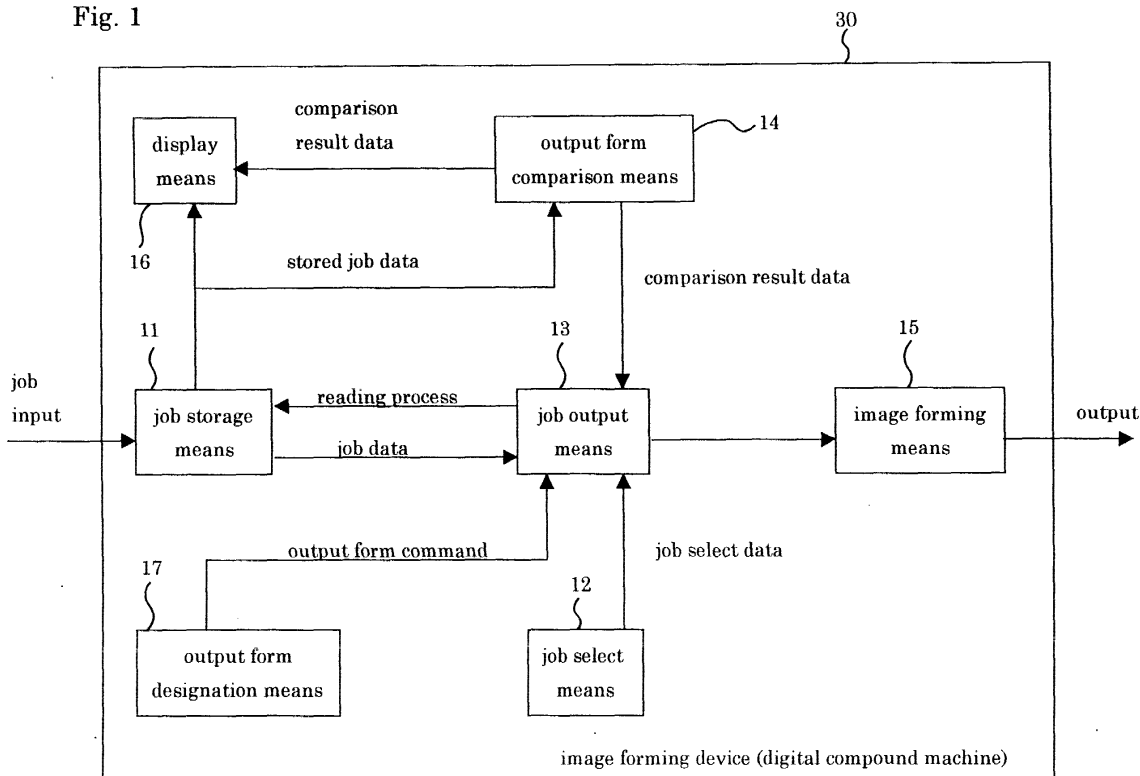 Fig. 1
30
comparison
result data
14
display
means
output form
comparison means
16
stored job data
comparison result data
11
13
15
job
input
reading process
job storage
means
job output
means
image forming
means
output
job data
output form command
job select data
17
12
output form
designation means
job select
means
image forming device (digital compound machine)